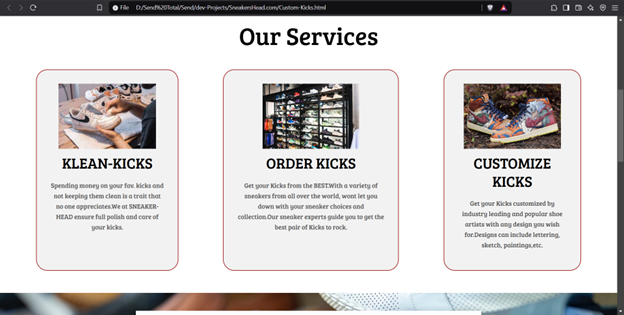 File D:/Send%20Total/Send/dev-Projects/SneakersHead.com/Custom-Kicks.html
Our Services
KLEAN-KICKS
Spending money on your fav. kicks and
not keeping them clean is a trait that
no one appreciates.We at SNEAKER-
HEAD ensure full polish and care of
your kicks.
ORDER KICKS
Get your Kicks from the BEST.With a variety of
sneakers from all over the world, wont let you
down with your sneaker choices and
collection.Our sneaker experts guide you to get the
best pair of Kicks to rock.
CUSTOMIZE
KICKS
Get your Kicks customized by
industry leading and popular shoe
artists with any design you wish
for.Designs can include lettering,
sketch, paintings,etc.